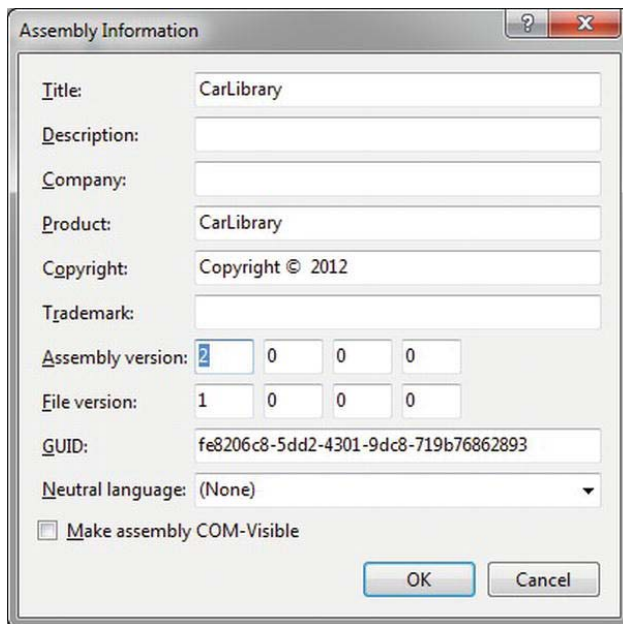 Assembly Information
Title: CarLibrary
Description:
Company:
Product: CarLibrary
Copyright: Copyright © 2012
Trademark:
Assembly version: 2 0 0 0
File version: 1 0 0 0
GUID: fe8206c8-5dd2-4301-9dc8-719b76862893
Neutral language: (None)
Make assembly COM-Visible
OK Cancel